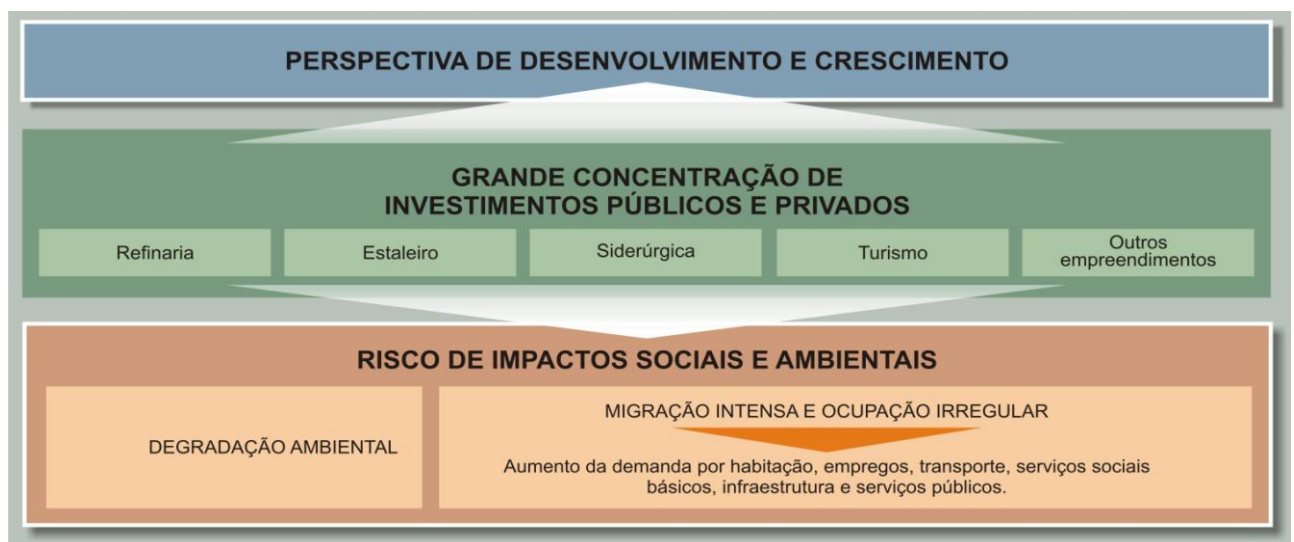 PERSPECTIVA DE DESENVOLVIMENTO E CRESCIMENTO
GRANDE CONCENTRAÇÃO DE
INVESTIMENTOS PÚBLICOS E PRIVADOS
Refinaria
Estaleiro
Siderúrgica
Turismo
Outros
empreendimentos
RISCO DE IMPACTOS SOCIAIS E AMBIENTAIS
DEGRADAÇÃO AMBIENTAL
MIGRAÇÃO INTENSA E OCUPAÇÃO IRREGULAR
Aumento da demanda por habitação, empregos, transporte, serviços sociais
básicos, infraestrutura e serviços públicos.